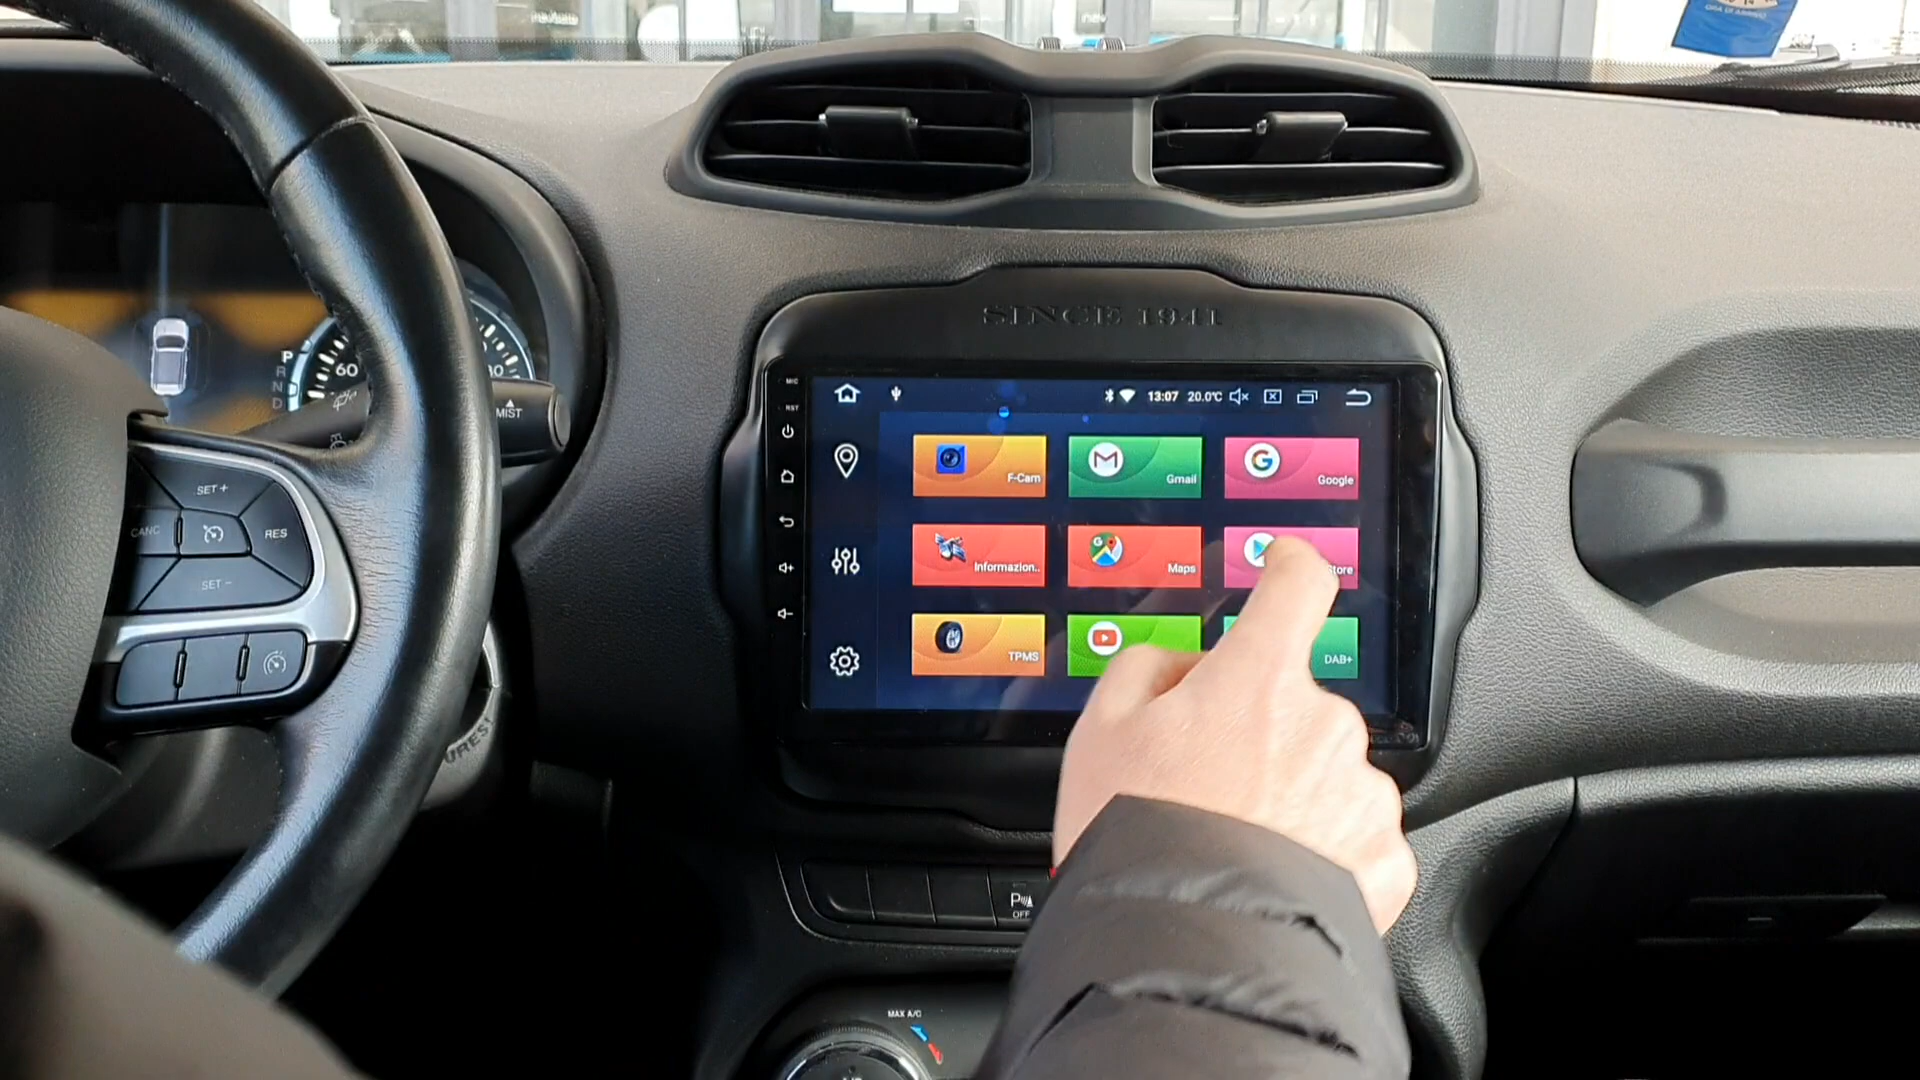 SINCE 1941
MIC
13:07 20.0°C
RST
F-Cam
Gmail
Google
Informazion..
Maps
Store
TPMS
DAB+
P
R
N
D
60
MIST
SET +
CANC
RES
SET -
P
OFF
MAX A/C